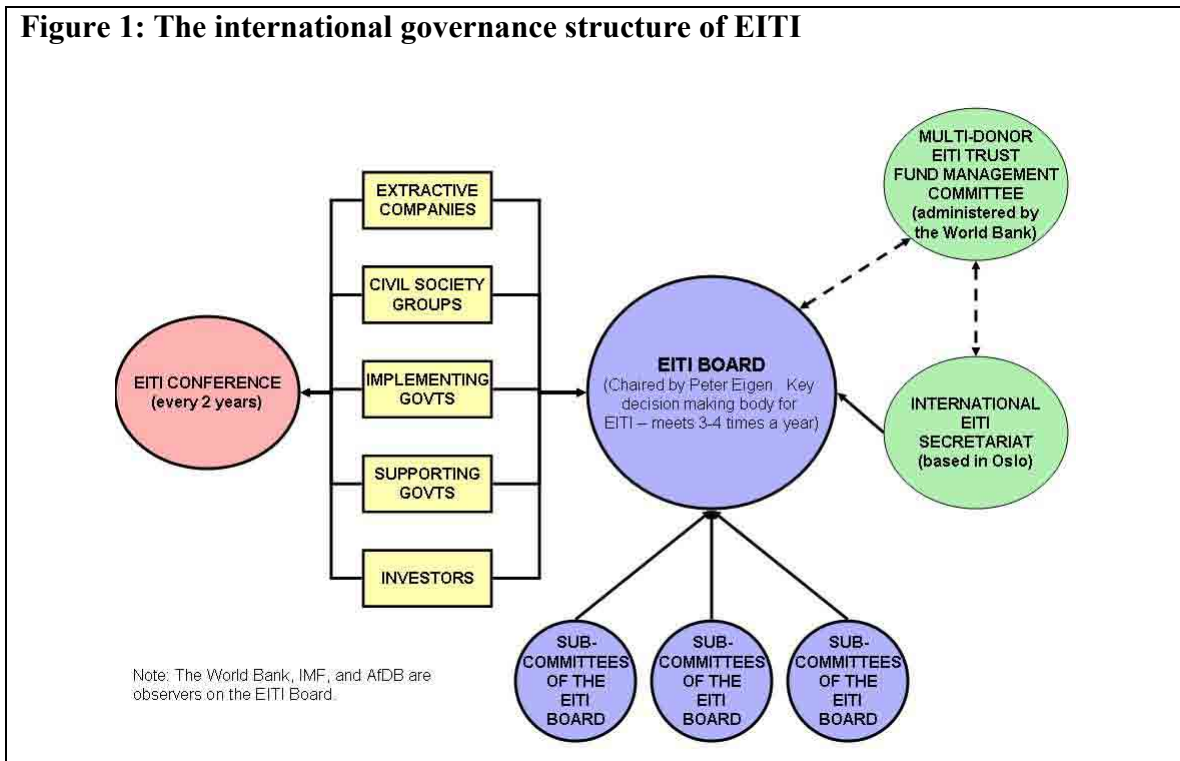 Figure 1: The international governance structure of EITI
MULTI-DONOR
EITI TRUST
FUND MANAGEMENT
COMMITTEE
(administered by
the World Bank)
EXTRACTIVE
COMPANIES
CIVIL SOCIETY
GROUPS
IMPLEMENTING
GOVTS
SUPPORTING
GOVTS
INVESTORS
EITI CONFERENCE
(every 2 years)
EITI BOARD
(Chaired by Peter Eigen Key
decision making body for
EITI – meets 3-4 times a year)
INTERNATIONAL
EITI
SECRETARIAT
(based in Oslo)
SUB-
COMMITTEES
OF THE
EITI
BOARD
SUB-
COMMITTEES
OF THE
EITI
BOARD
SUB-
COMMITTEES
OF THE
EITI
BOARD
Note: The World Bank, IMF, and AfDB are
observers on the EITI Board.